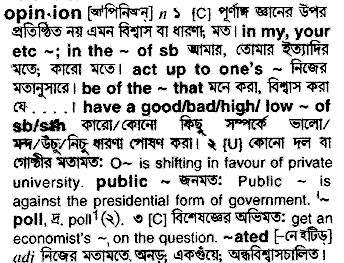 opin·ion [অ্যাপিনিঅন্] n ১ [C] পূর্ণাঙ্গ জ্ঞানের উপর
প্রতিষ্ঠিত নয় এমন বিশ্বাস বা ধারণা, মত। in my, your
etc ~; in the ~ of sb আমার, তোমার ইত্যাদির
মতে; কারো মতে। act up to one's ~ নিজের
মতানুসারে। be of the ~ that মনে করা, বিশ্বাস করা
যে . . . .। have a good/bad/high/ low ~ of
sb/sth কারো/কোনো কিছু সম্পর্কে ভালো/
মন্দ/উঁচু/নিচু ধারণা পোষণ করা। ২ [U] কোনো দল বা
গোষ্ঠীর মতামত: O~ is shifting in favour of private
university. public ~ জনমত: Public ~ is
against the presidential form of government. '~
poll, দ্র. poll¹(২). ৩ [C] বিশেষজ্ঞের অভিমত: get an
economist's ~, on the question. ~ated [–নেইটিড্]
adj নিজের মতামতে, অনড়; একগুঁয়ে; অন্ধবিশ্বাসচালিত।